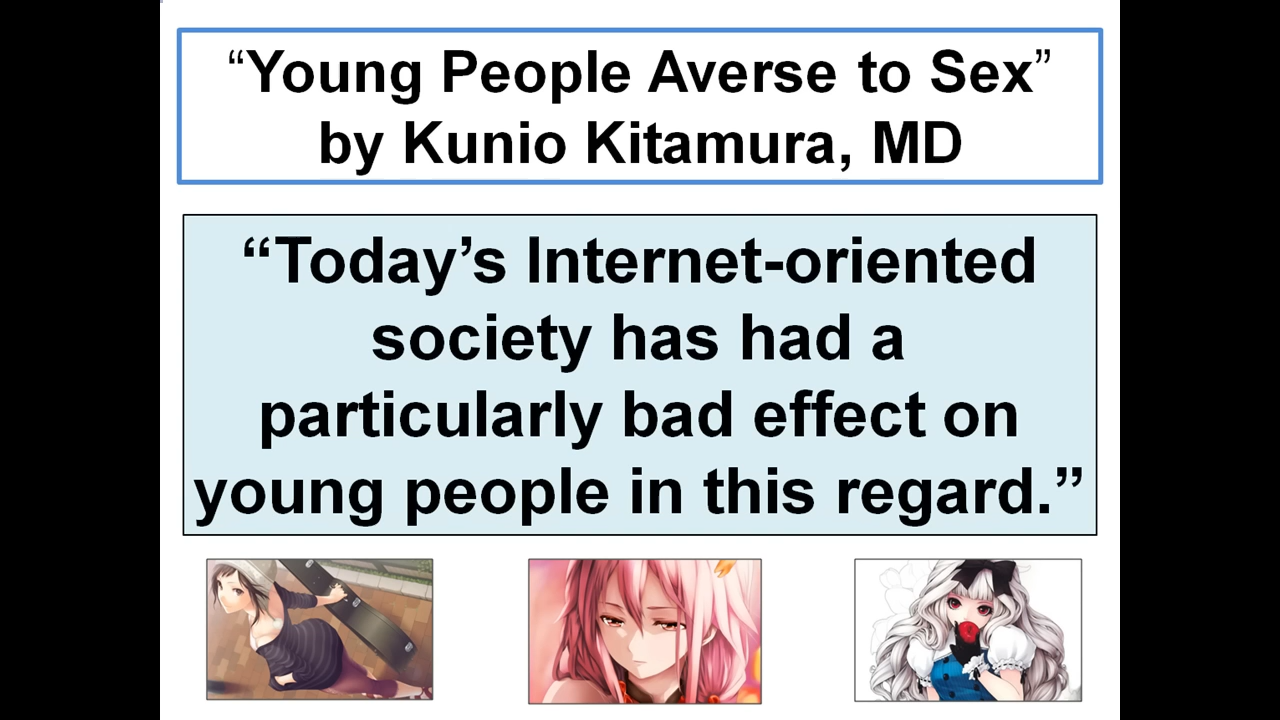 “Young People Averse to Sex”
by Kunio Kitamura, MD
“Today’s Internet-oriented
society has had a
particularly bad effect on
young people in this regard.”